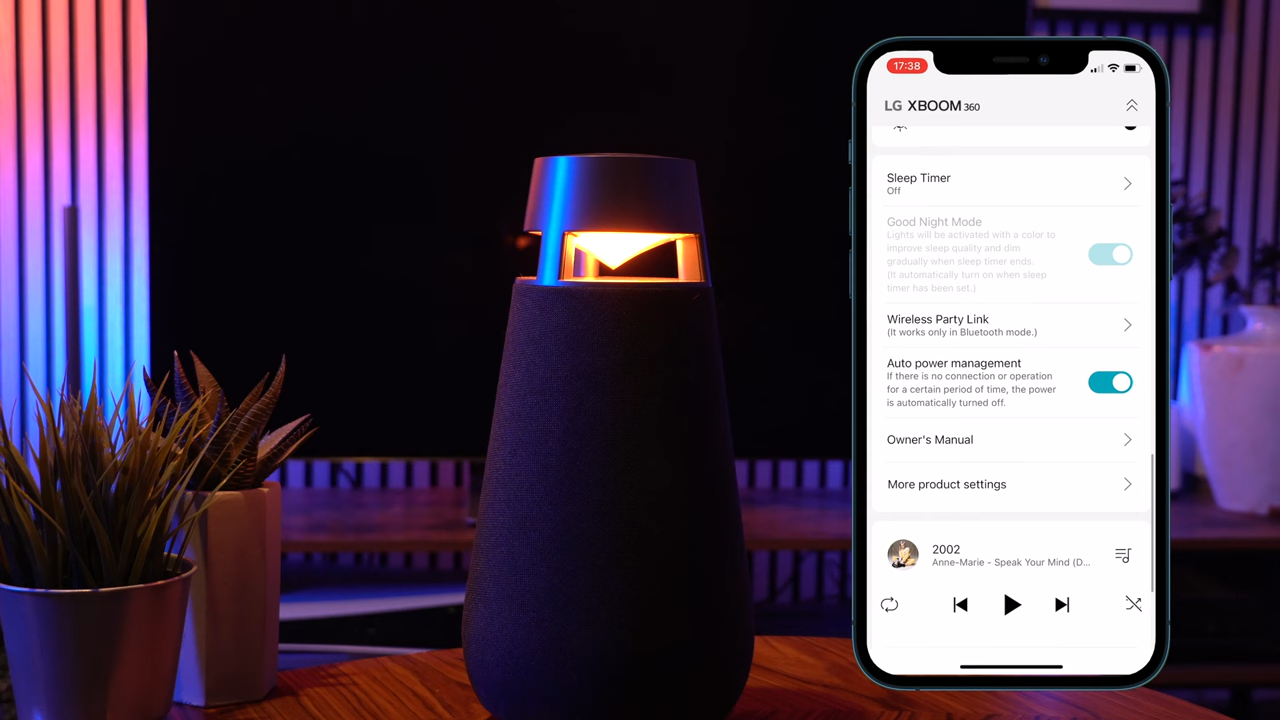 17:38
LG XBOOM 360
Sleep Timer
Off
Good Night Mode
Lights will be activated with a color to
improve sleep quality and dim
gradually when sleep timer ends.
(It automatically turn on when sleep
timer has been set.)
Wireless Party Link
(It works only in Bluetooth mode.)
Auto power management
If there is no connection or operation
for a certain period of time, the power
is automatically turned off.
Owner's Manual
More product settings
2002
Anne-Marie - Speak Your Mind (D...